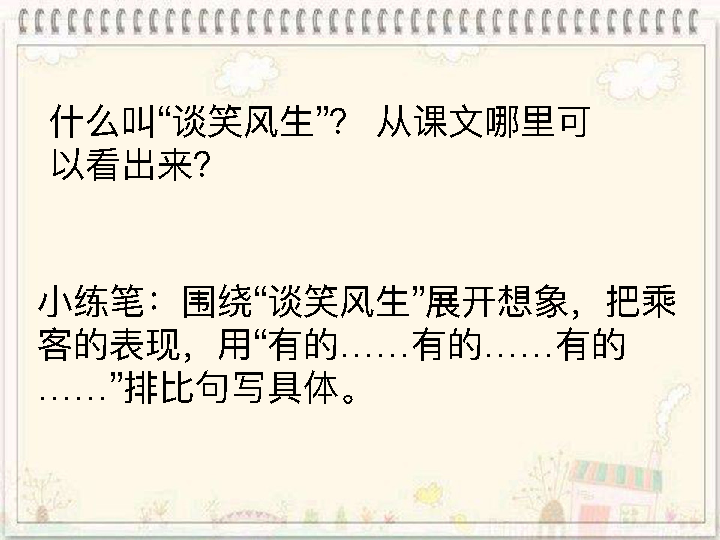 什么叫“谈笑风生”？ 从课文哪里可
以看出来？
小练笔：围绕“谈笑风生”展开想象，把乘
客的表现，用“有的……有的……有的
……”排比句写具体。